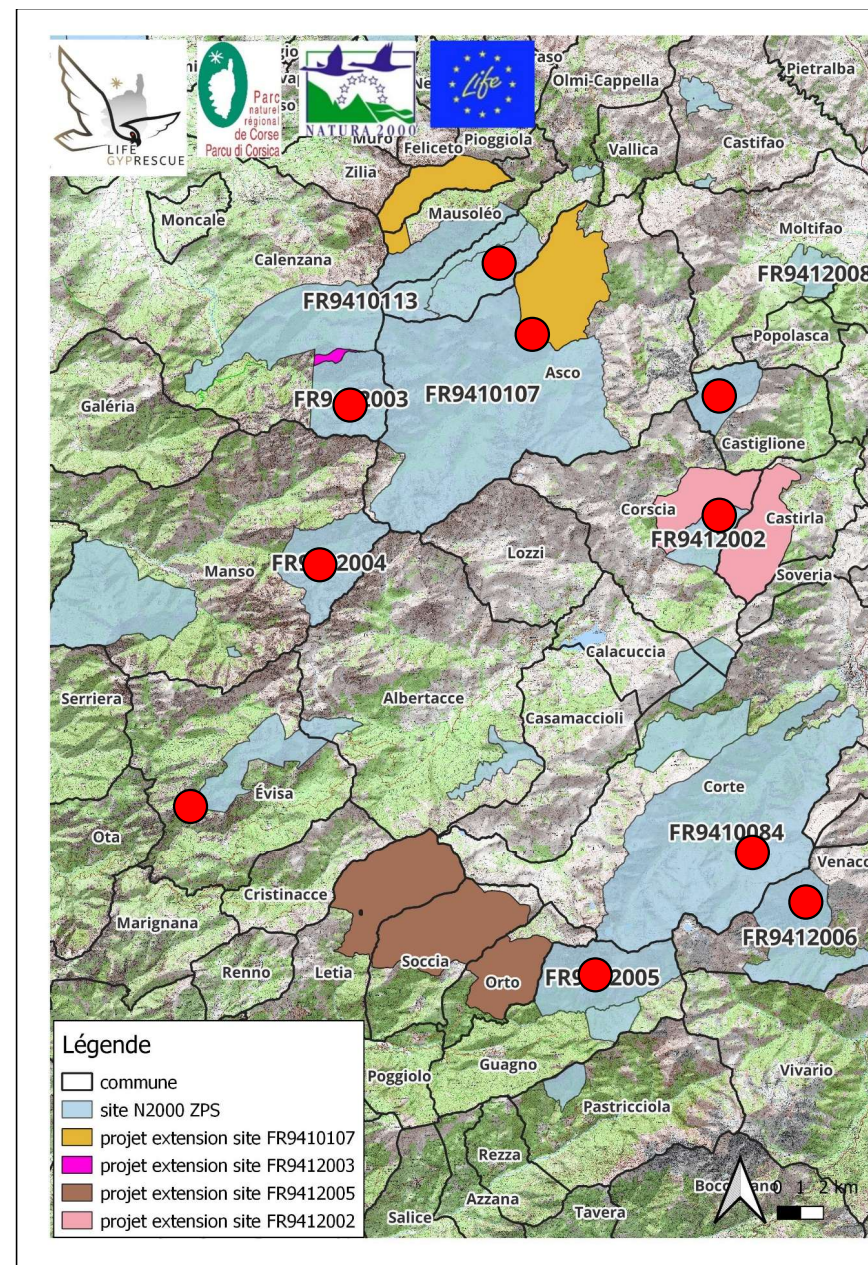 LIFE
GYPRESCUE
Parc
naturel
régional
de Corse
Parcu di Corsica
NATURA 2000
Life
Olmi-Cappella
Pietralba
Muro
Feliceto
Pioggiola
Vallica
Castifao
Zilia
Moncale
Mausoléo
Moltifao
Calenzana
FR9412008
FR9410113
Popolasca
Asco
Galéria
FR9410107
Castiglione
Corscia
Castirla
FR9412002
Lozzi
Manso
Soveria
Calacuccia
Serriera
Albertacce
Casamaccioli
Évisa
Corte
Ota
FR9410084
Cristinacce
Marignana
FR9412006
Renno
Letia
Soccia
Orto
Légende
commune
site N2000 ZPS
projet extension site FR9410107
projet extension site FR9412003
projet extension site FR9412005
projet extension site FR9412002
Guagno
Poggiolo
Vivario
Pastricciola
Rezza
Azzana
Salice
Tavera
0 1 2 km